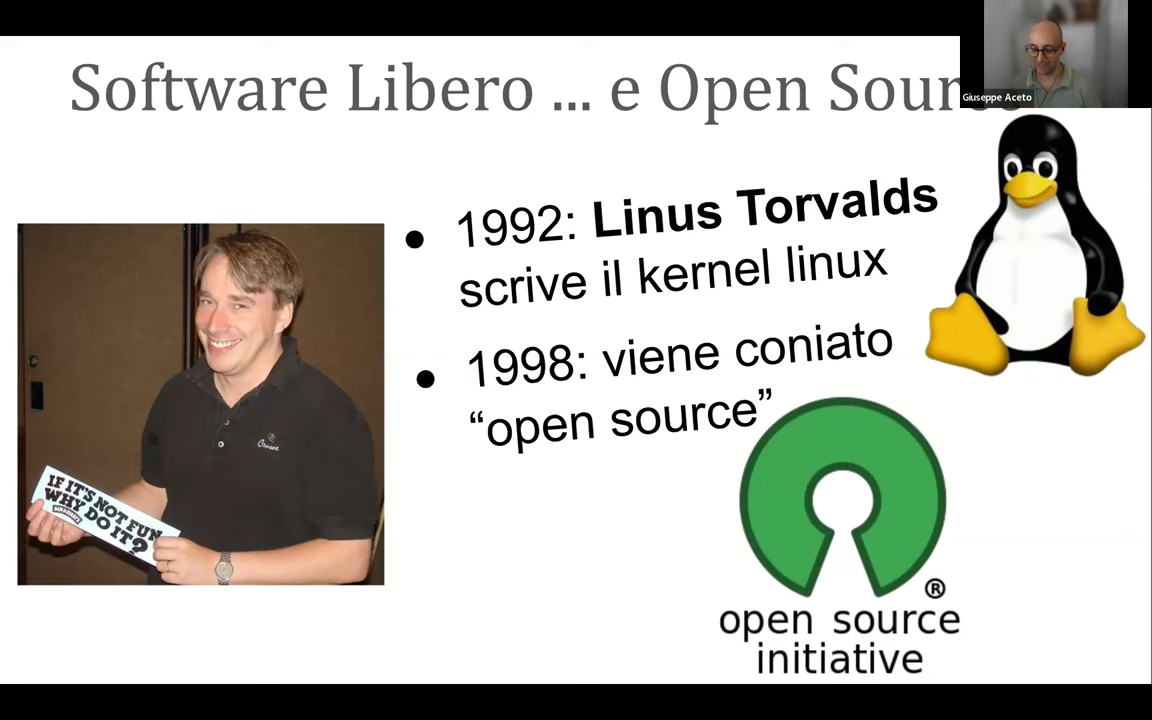 Software Libero ... e Open Sour
Giuseppe Aceto
1992: Linus Torvalds
scrive il kernel linux
1998: viene coniato
“open source”
IF IT'S NOT FUN
WHY DO IT?
®
open source
initiative